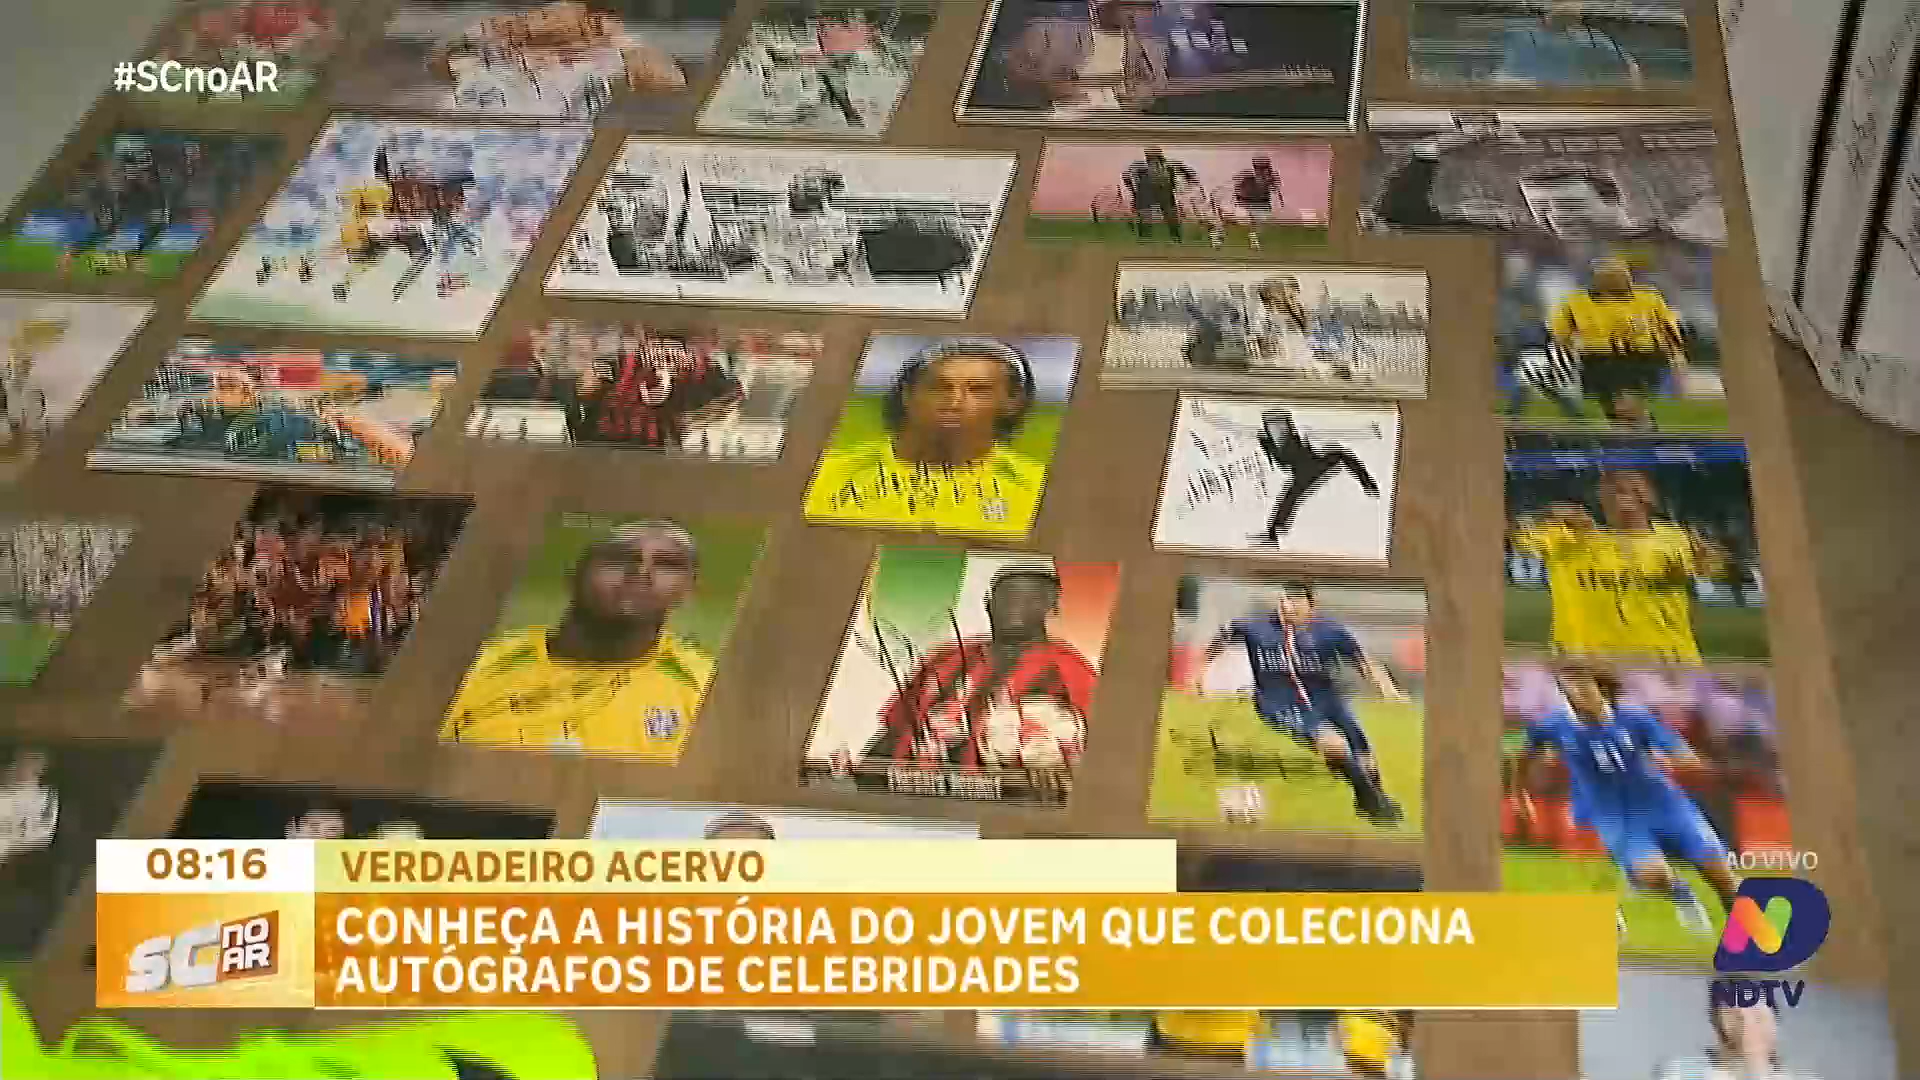 #SCnoAR
AO VIVO
08:16
VERDADEIRO ACERVO
SC NO AR
CONHEÇA A HISTÓRIA DO JOVEM QUE COLECIONA
AUTÓGRAFOS DE CELEBRIDADES
NDTV